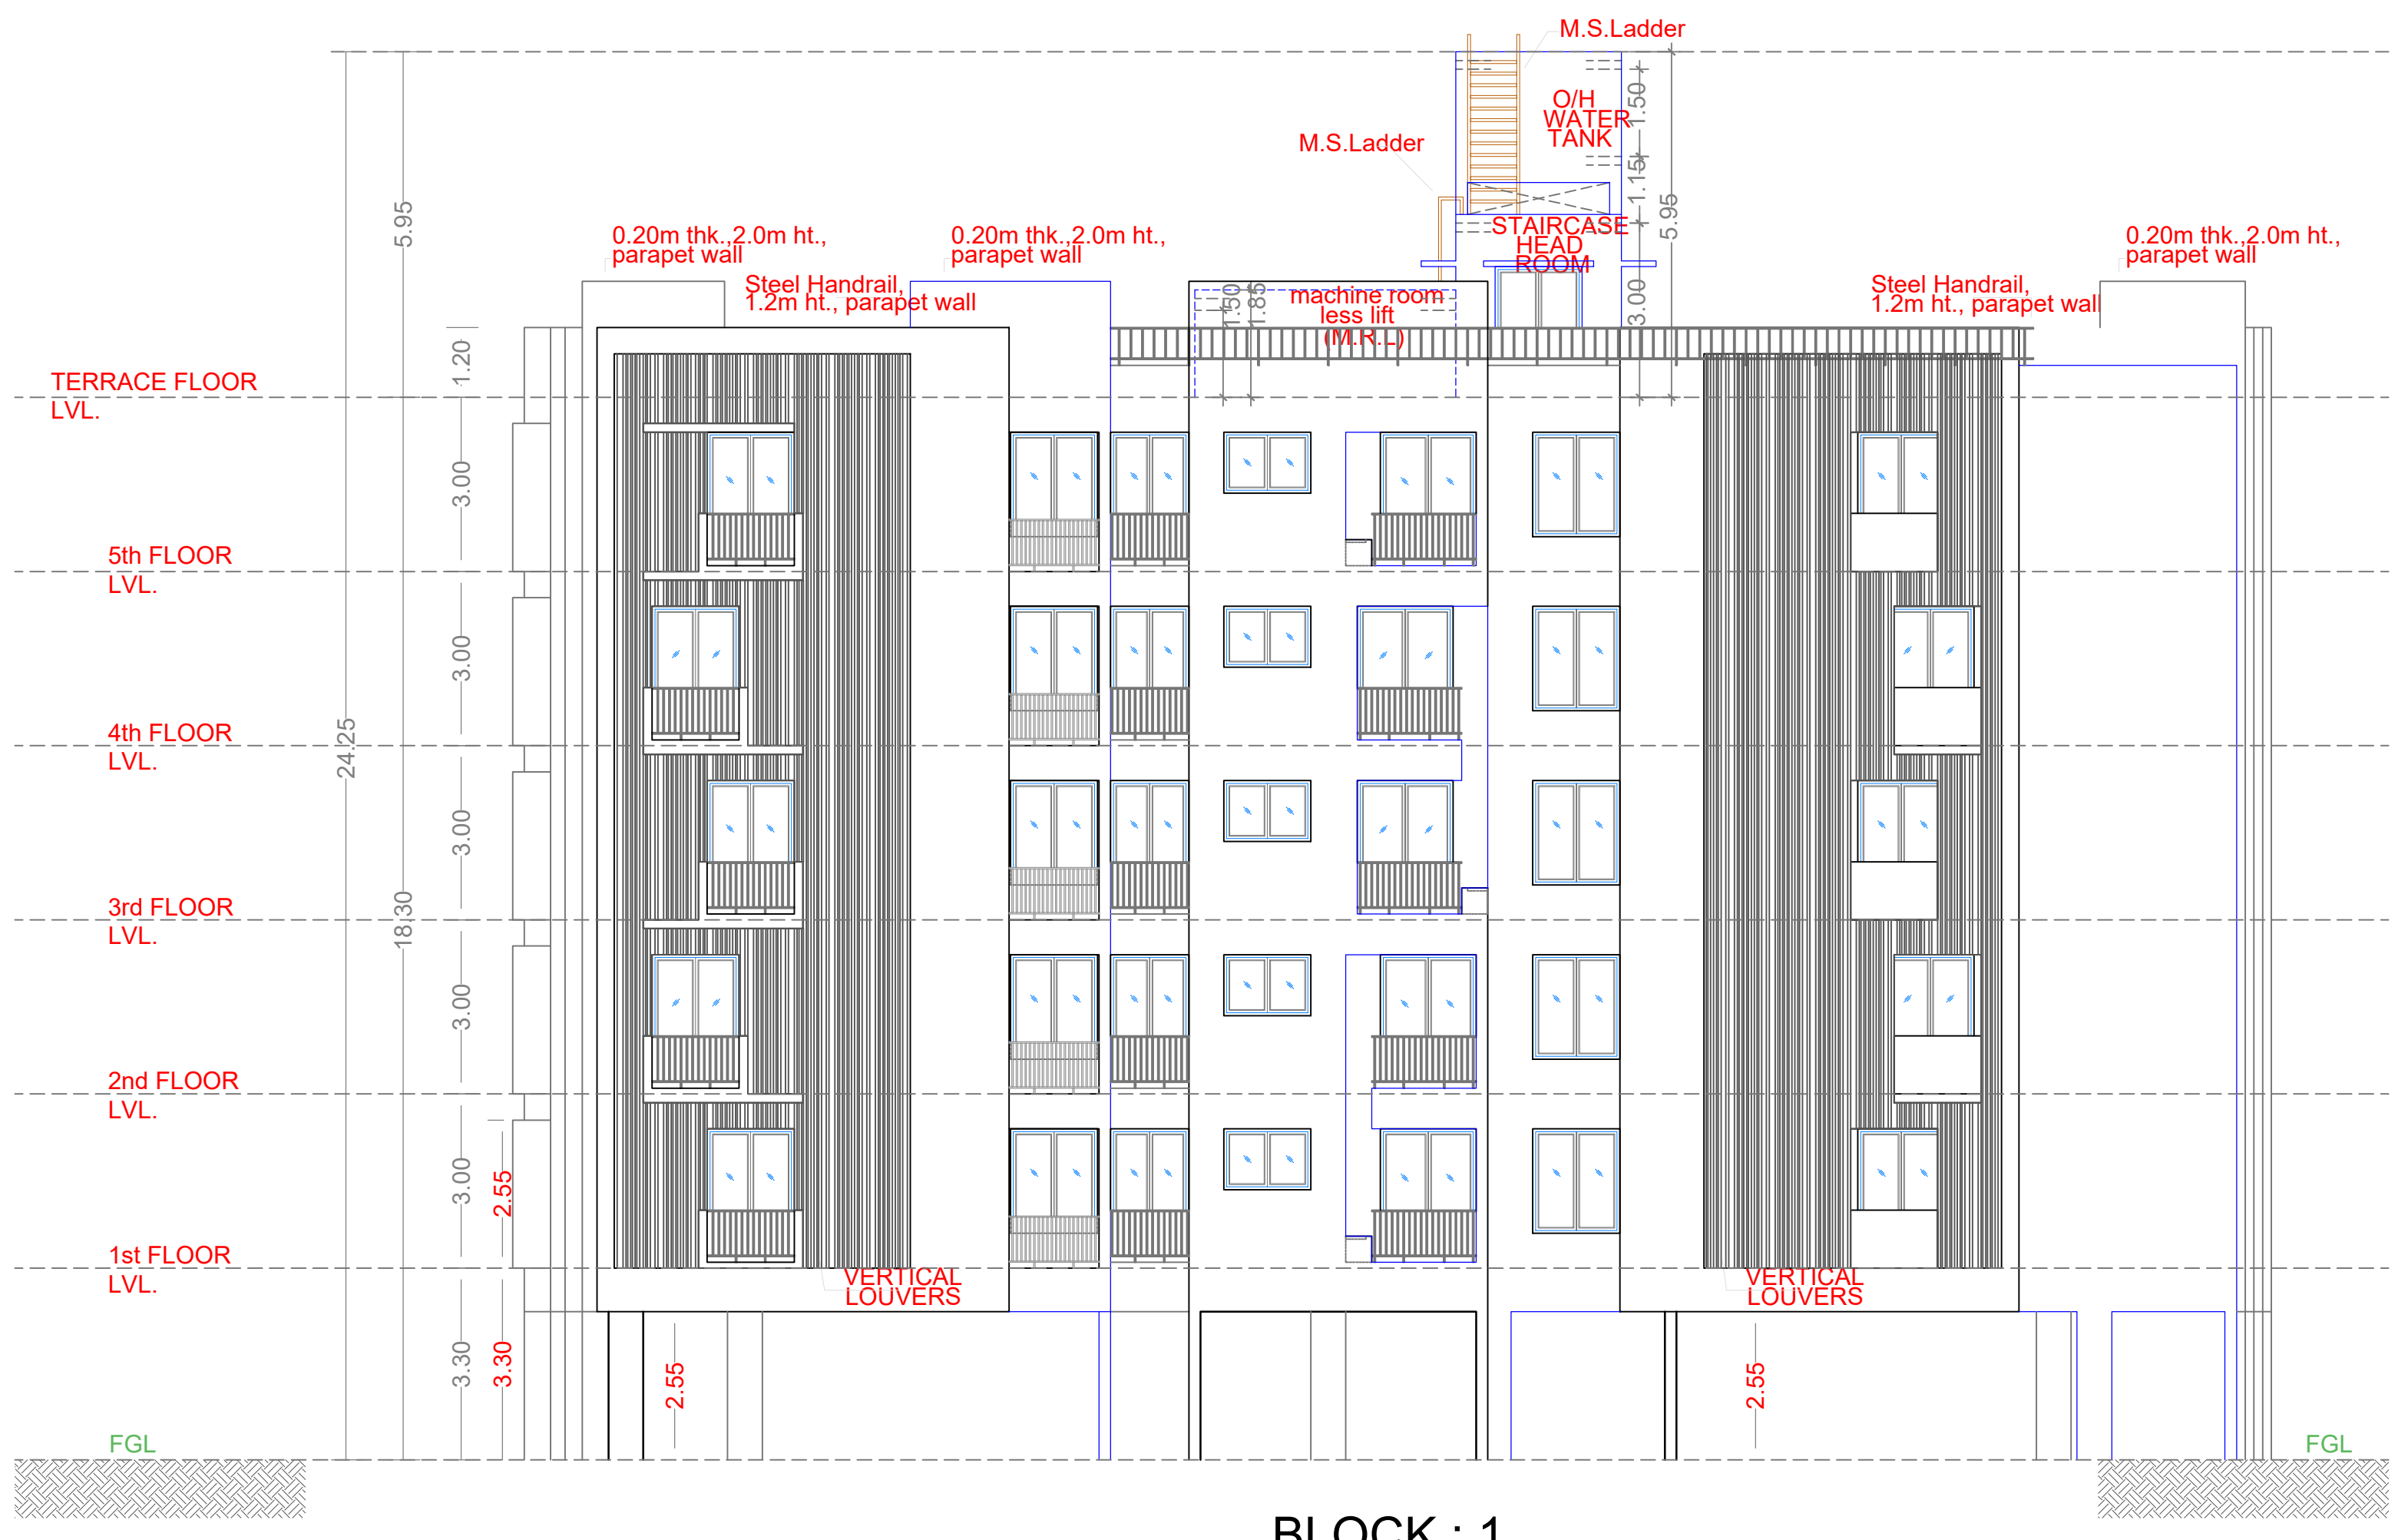 M.S.Ladder
O/H
WATER
TANK
1.50
M.S.Ladder
1.15
5.95
5.95
STAIRCASE
HEAD
ROOM
0.20m thk.,2.0m ht.,
parapet wall
0.20m thk.,2.0m ht.,
parapet wall
0.20m thk.,2.0m ht.,
parapet wall
Steel Handrail,
1.2m ht., parapet wall
1.50
1.85
machine room
less lift
(M.R.L)
3.00
Steel Handrail,
1.2m ht., parapet wall
1.20
TERRACE FLOOR
LVL.
3.00
5th FLOOR
LVL.
3.00
4th FLOOR
LVL.
24.25
3.00
3rd FLOOR
LVL.
18.30
3.00
2nd FLOOR
LVL.
3.00
2.55
1st FLOOR
LVL.
VERTICAL
LOUVERS
VERTICAL
LOUVERS
3.30
3.30
2.55
2.55
FGL
FGL
BLOCK : 1